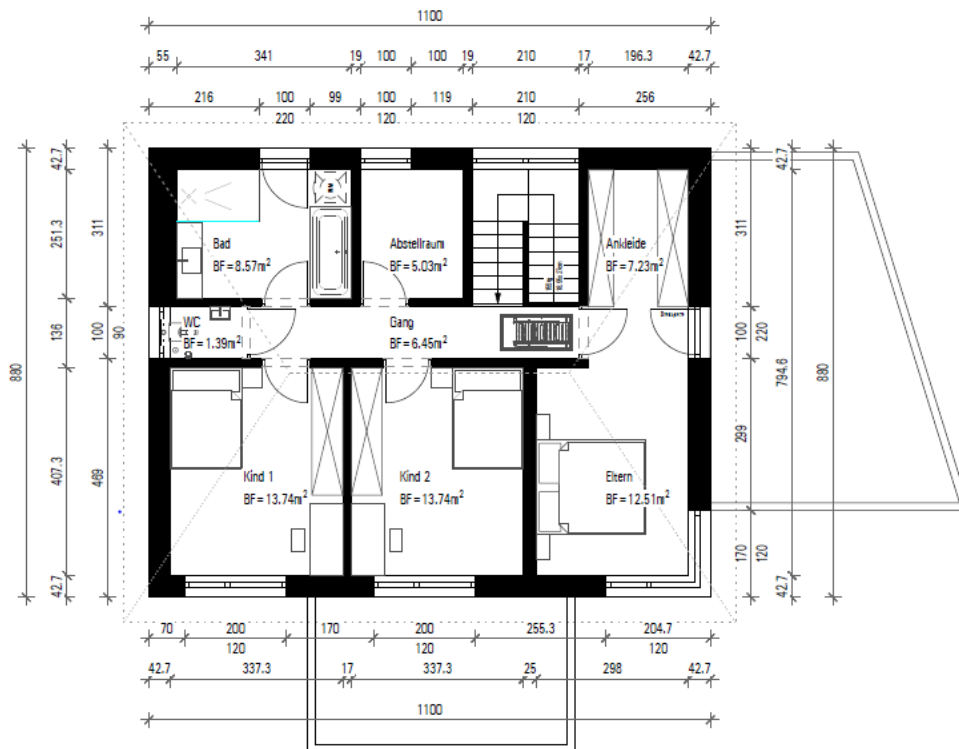 1100
55 341 19 100 100 19 210 17 196.3 42.7
216 100 99 100 119 210 256
220 120 120
42.7 42.7 42.7
Bad
BF = 8.57m²
Abstellraum
BF = 5.03m²
Ankleide
BF = 7.23m²
251.3 311 311
WC
BF = 1.39m²
Gang
BF = 6.45m²
136 100 90 100 220
880 794.6 880
Kind 1
BF = 13.74m²
Kind 2
BF = 13.74m²
Eltern
BF = 12.51m²
407.3 469 299
170 120
42.7 42.7
70 200 170 200 255.3 204.7
120 120 120
42.7 337.3 17 337.3 25 298 42.7
1100